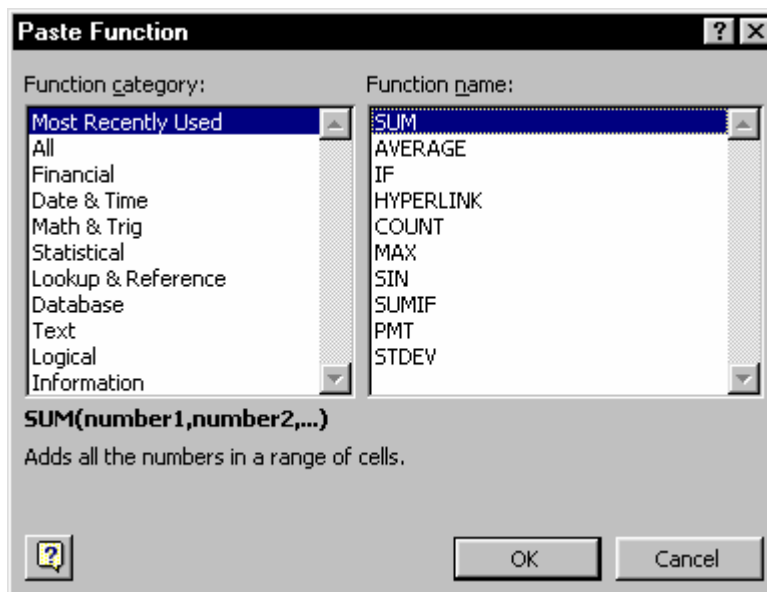 Paste Function
Function category:
Most Recently Used
All
Financial
Date & Time
Math & Trig
Statistical
Lookup & Reference
Database
Text
Logical
Information
Function name:
SUM
AVERAGE
IF
HYPERLINK
COUNT
MAX
SIN
SUMIF
PMT
STDEV
SUM(number1,number2,...)
Adds all the numbers in a range of cells.
OK
Cancel